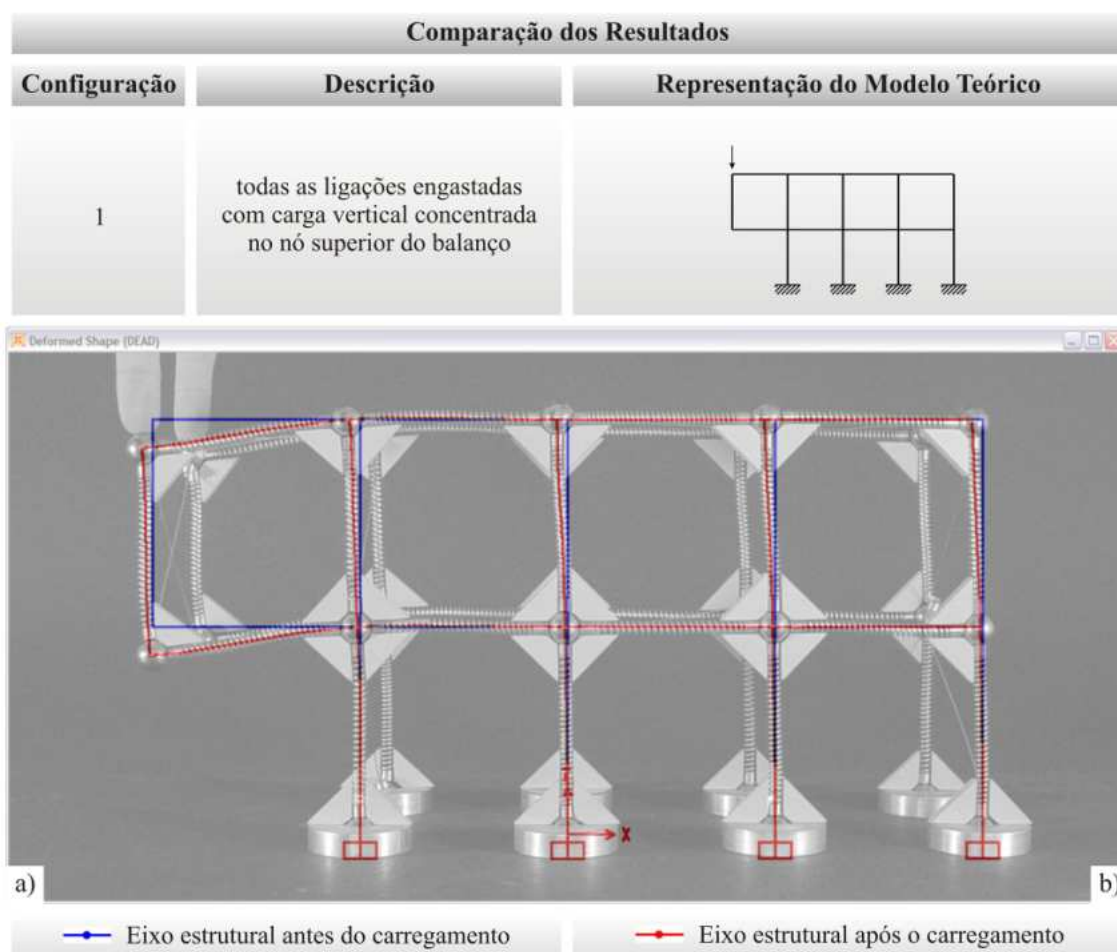 Comparação dos Resultados
Configuração
Descrição
Representação do Modelo Teórico
1
todas as ligações engastadas
com carga vertical concentrada
no nó superior do balanço
Deformed Shape (DEAD)
X
a)
b)
Eixo estrutural antes do carregamento
Eixo estrutural após o carregamento